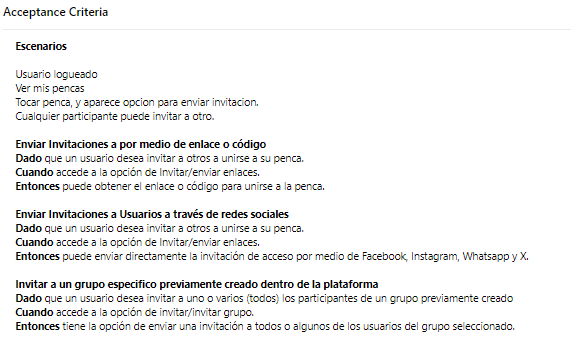 Acceptance Criteria
Escenarios
Usuario logueado
Ver mis pencas
Tocar penca, y aparece opcion para enviar invitacion.
Cualquier participante puede invitar a otro.
Enviar Invitaciones a por medio de enlace o código
Dado que un usuario desea invitar a otros a unirse a su penca.
Cuando accede a la opción de Invitar/enviar enlaces.
Entonces puede obtener el enlace o código para unirse a la penca.
Enviar Invitaciones a Usuarios a través de redes sociales
Dado que un usuario desea invitar a otros a unirse a su penca.
Cuando accede a la opción de Invitar/enviar enlaces.
Entonces puede enviar directamente la invitación de acceso por medio de Facebook, Instagram, Whatsapp y X.
Invitar a un grupo especifico previamente creado dentro de la plataforma
Dado que un usuario desea invitar a uno o varios (todos) los participantes de un grupo previamente creado
Cuando accede a la opción de invitar/invitar grupo.
Entonces tiene la opción de enviar una invitación a todos o algunos de los usuarios del grupo seleccionado.